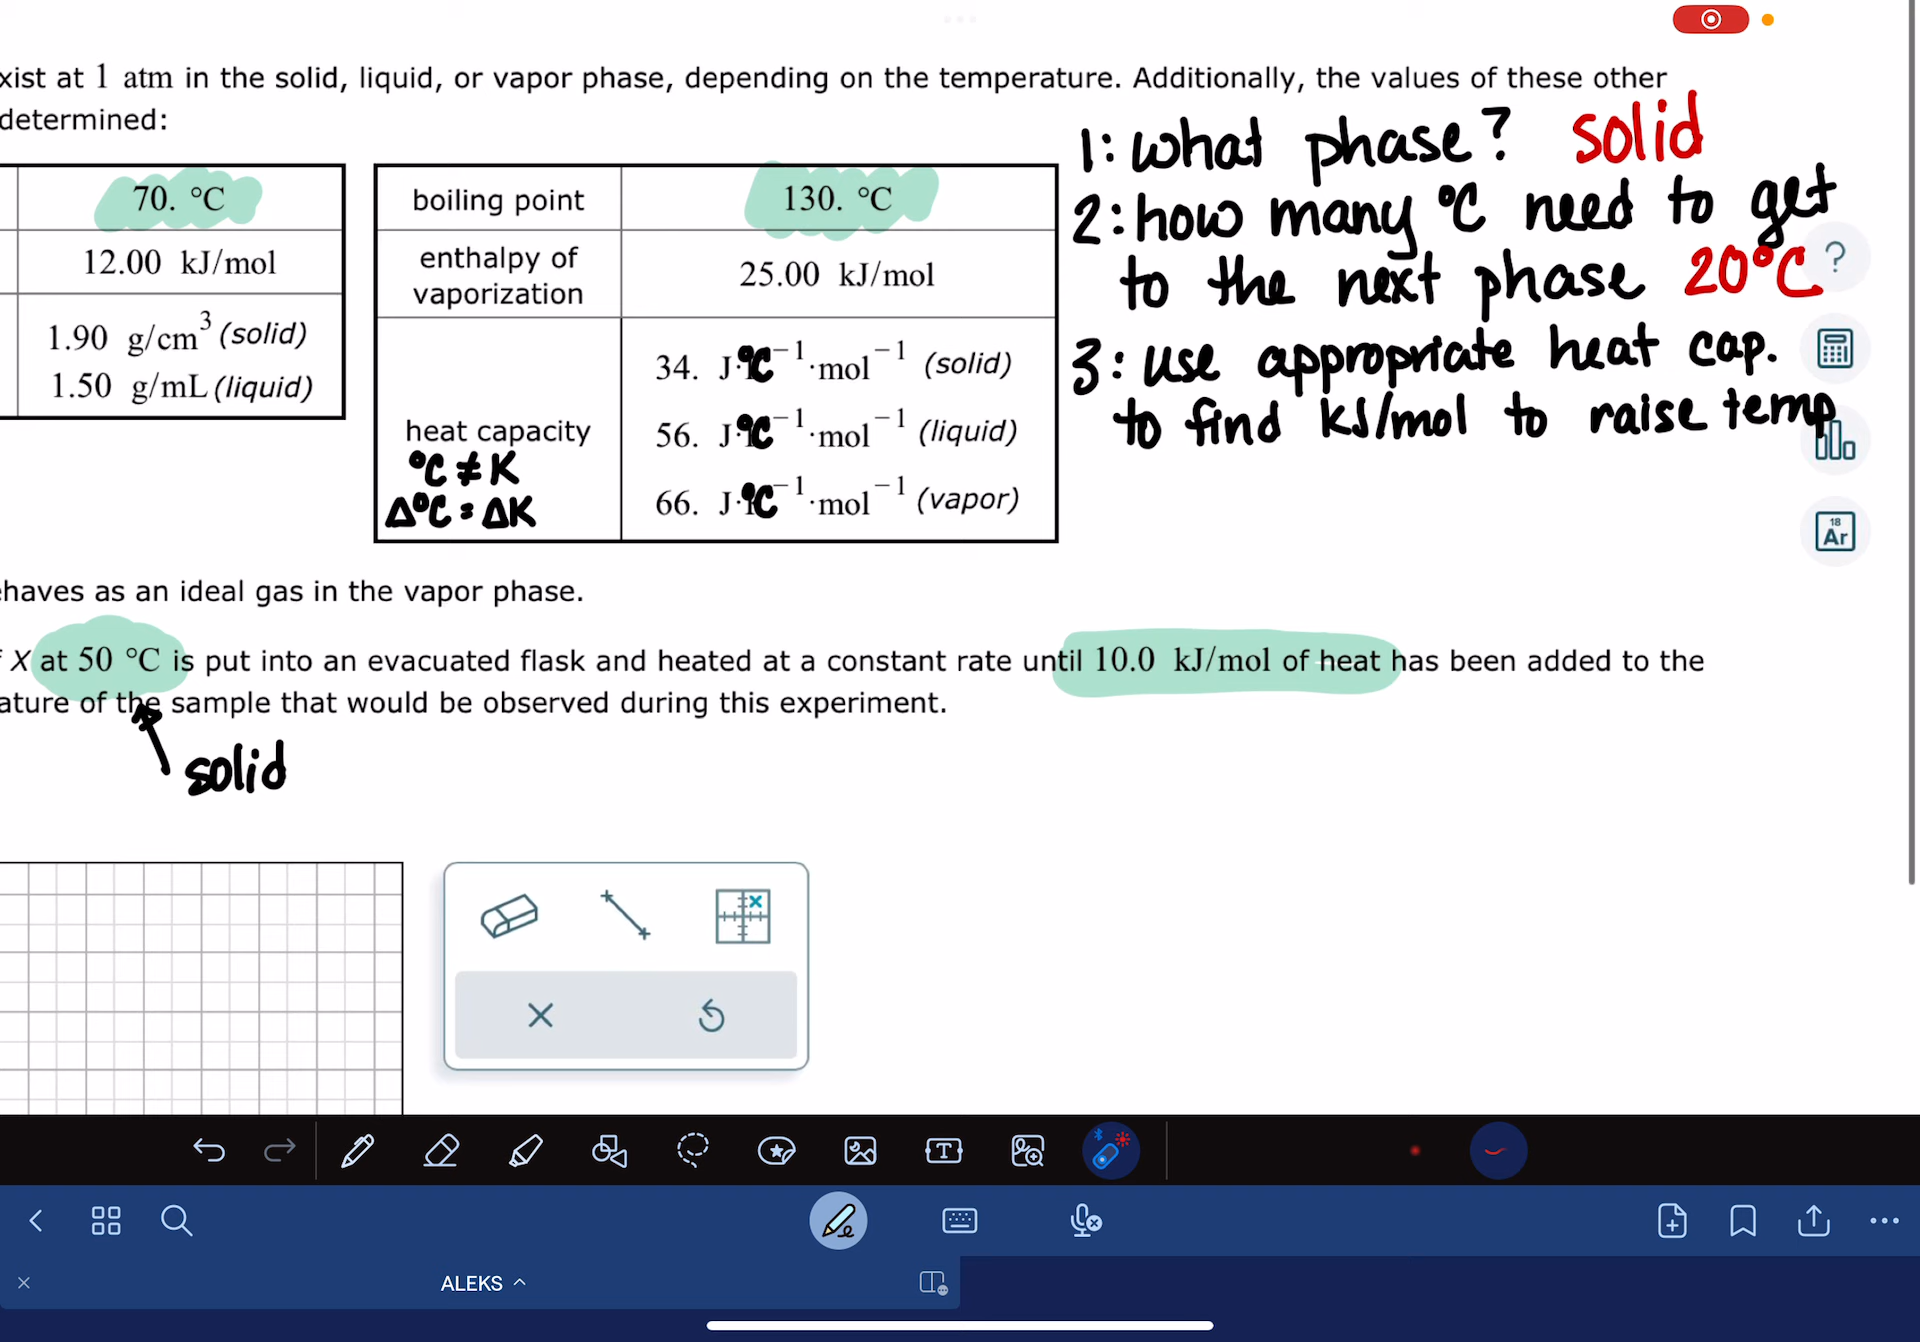 xist at 1 atm in the solid, liquid, or vapor phase, depending on the temperature. Additionally, the values of these other
determined:
70. °C
12.00 kJ/mol
1.90 g/cm³ (solid)
1.50 g/mL (liquid)
boiling point 130. °C
enthalpy of
vaporization
25.00 kJ/mol
heat capacity
°C ≠ K
Δ°C = ΔK
34. J·°C⁻¹·mol⁻¹ (solid)
56. J·°C⁻¹·mol⁻¹ (liquid)
66. J·°C⁻¹·mol⁻¹ (vapor)
1: what phase? solid
2: how many °C need to get
to the next phase 20°C
3: use appropriate heat cap.
to find kJ/mol to raise temp
?
18
Ar
haves as an ideal gas in the vapor phase.
X at 50 °C is put into an evacuated flask and heated at a constant rate until 10.0 kJ/mol of heat has been added to the
ature of the sample that would be observed during this experiment.
solid
T
ALEKS